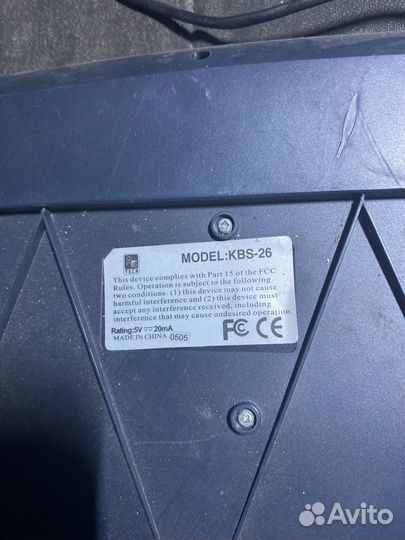 TECH
MODEL:KBS-26
This device complies with Part 15 of the FCC
Rules. Operation is subject to the following
two conditions: (1) this device may not cause
harmful interference and (2) this device must
accept any interference received, including
interference that may cause undesired operation
Rating:5V ⎓ 20mA
MADE IN CHINA 0505
FC CE
Avito